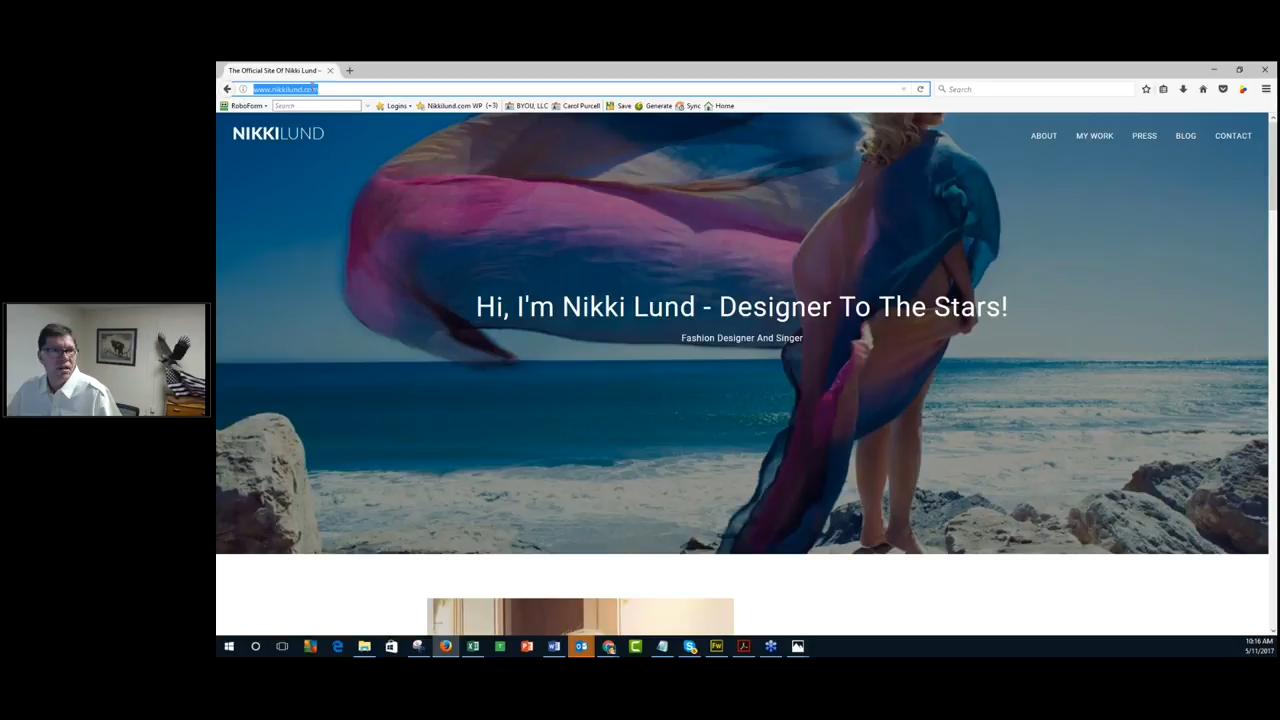 The Official Site Of Nikki Lund -
www.nikkilund.com
Search
RoboForm
Search
Logins
Nikkilund.com WP (+3)
BYOU, LLC
Carol Purcell
Save
Generate
Sync
Home
NIKKILUND
ABOUT
MY WORK
PRESS
BLOG
CONTACT
Hi, I'm Nikki Lund - Designer To The Stars!
Fashion Designer And Singer
10:16 AM
5/11/2017